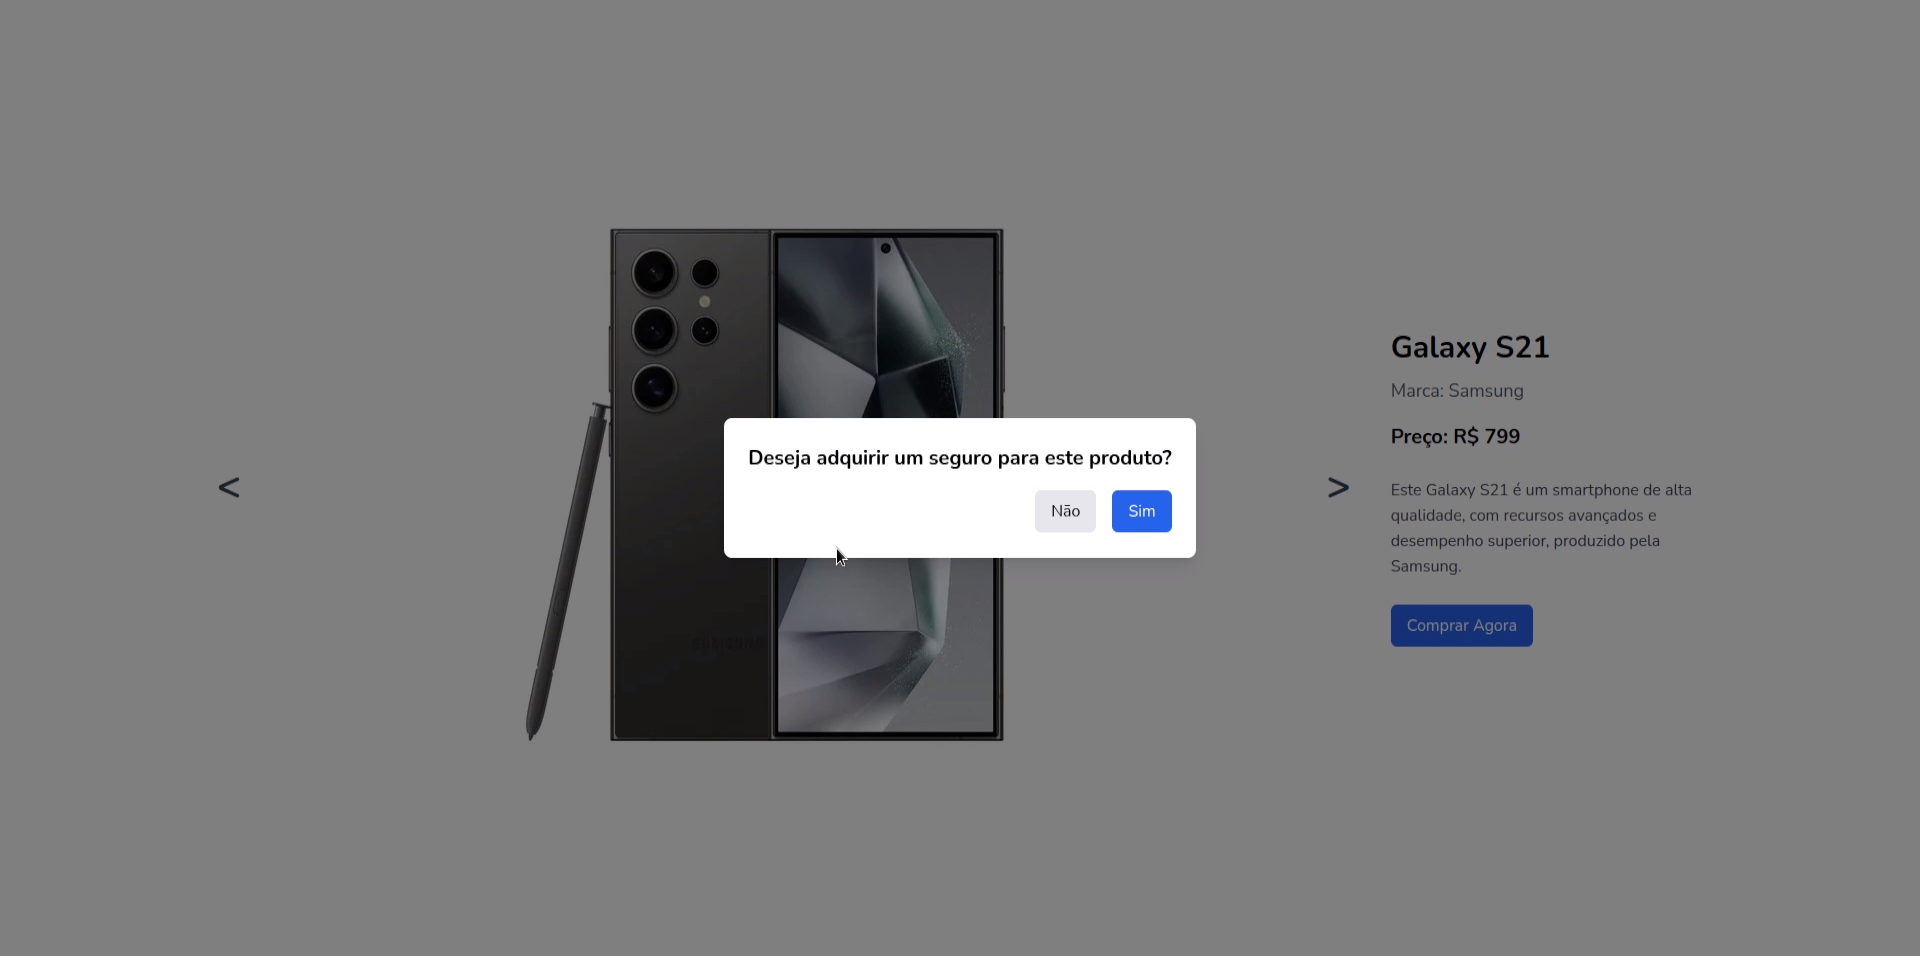 Galaxy S21
Marca: Samsung
Preço: R$ 799
Este Galaxy S21 é um smartphone de alta
qualidade, com recursos avançados e
desempenho superior, produzido pela
Samsung.
Comprar Agora
Deseja adquirir um seguro para este produto?
Não
Sim
<
>